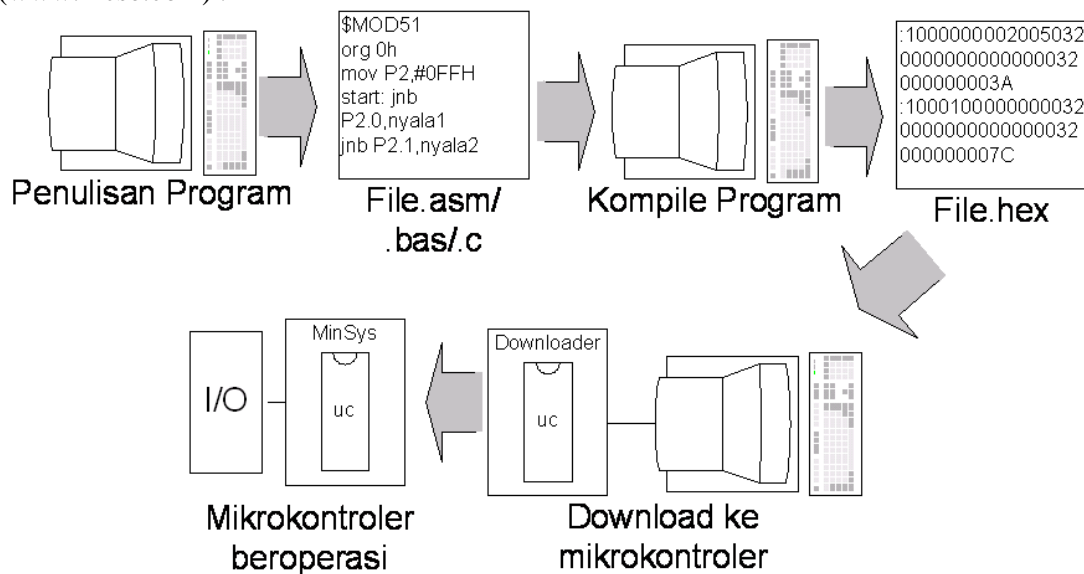 $MOD51
org 0h
mov P2,#0FFH
start: jnb
P2.0,nyala1
jnb P2.1,nyala2
:1000000002005032
0000000000000032
000000003A
:1000100000000032
0000000000000032
000000007C
Penulisan Program
File.asm/
.bas/.c
Kompile Program
File.hex
I/O
MinSys
uc
Downloader
uc
Mikrokontroler
beroperasi
Download ke
mikrokontroler